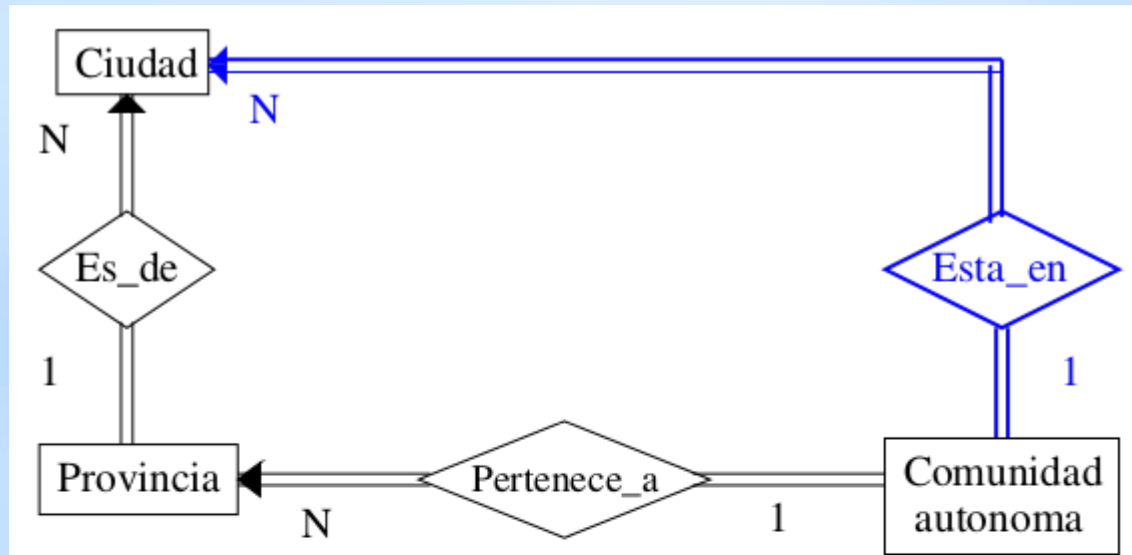 Ciudad
N
N
Es_de
Esta_en
1
1
Provincia
Pertenece_a
Comunidad
autonoma
N
1